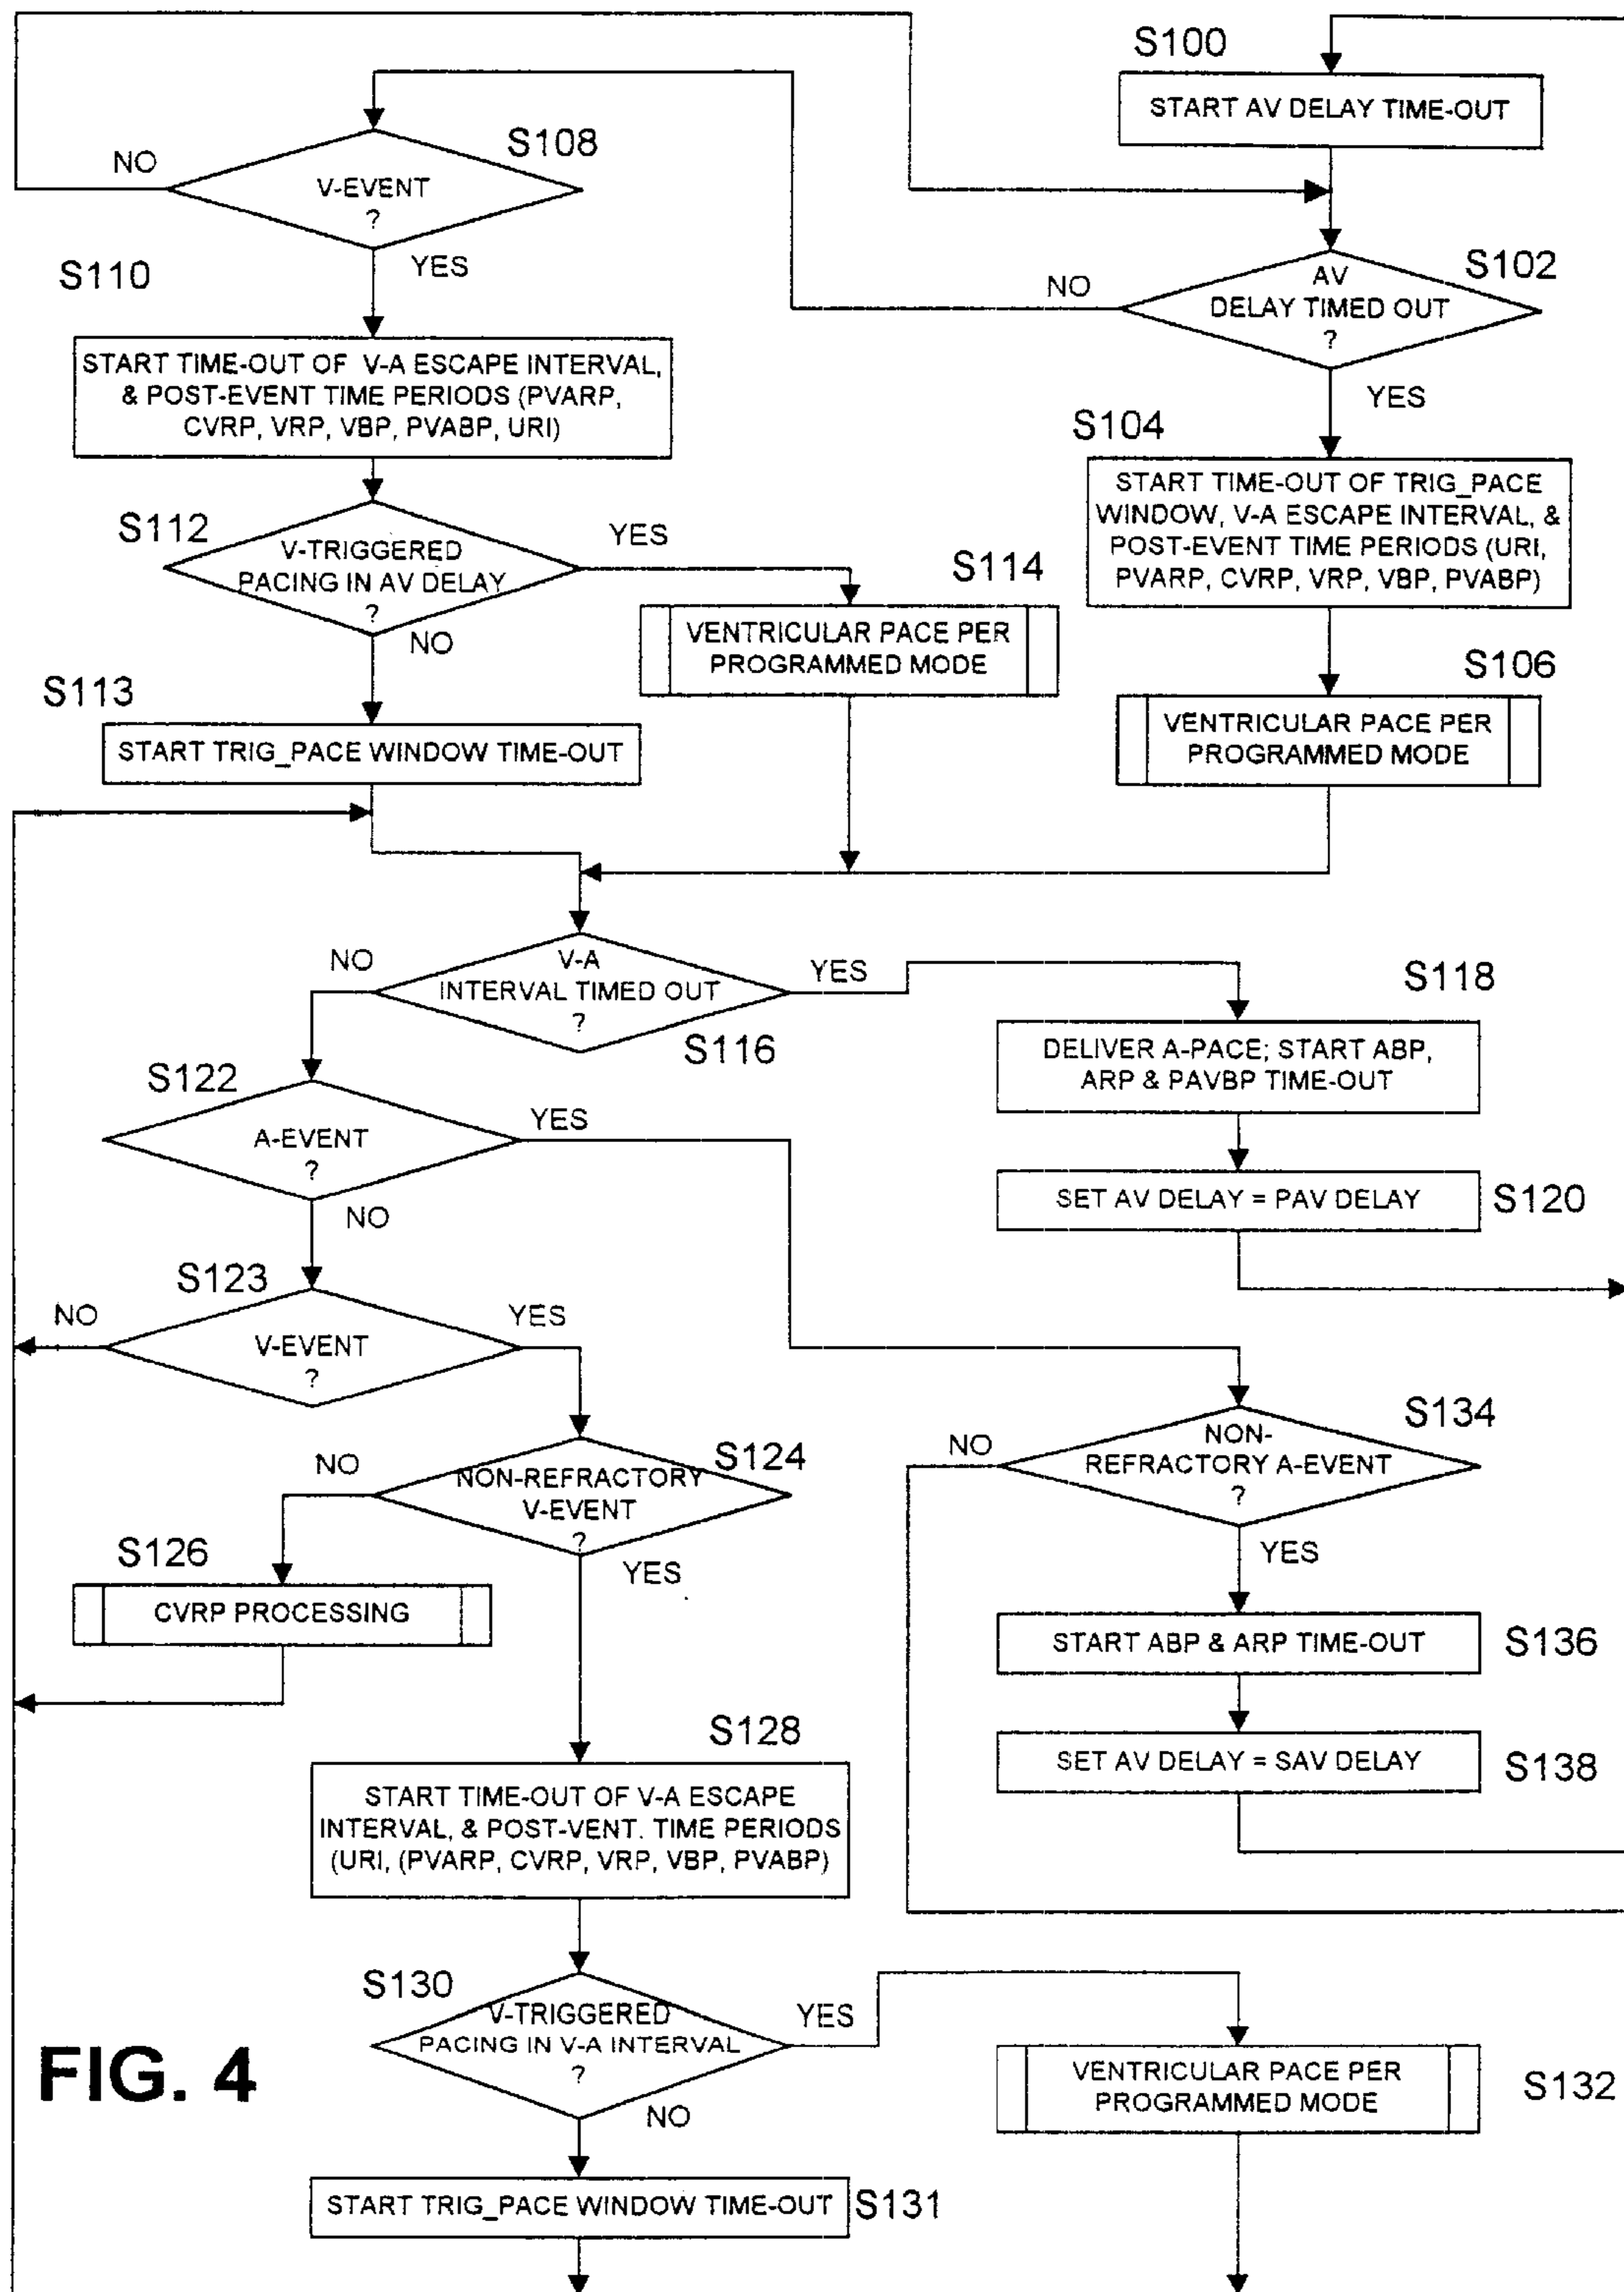 S100
START AV DELAY TIME-OUT
S108
NO
V-EVENT
?
YES
S102
NO
AV
DELAY TIMED OUT
?
YES
S110
START TIME-OUT OF V-A ESCAPE INTERVAL,
& POST-EVENT TIME PERIODS (PVARP,
CVRP, VRP, VBP, PVABP, URI)
S104
START TIME-OUT OF TRIG_PACE
WINDOW, V-A ESCAPE INTERVAL, &
POST-EVENT TIME PERIODS (URI,
PVARP, CVRP, VRP, VBP, PVABP)
S112
V-TRIGGERED
PACING IN AV DELAY
?
YES
NO
S114
VENTRICULAR PACE PER
PROGRAMMED MODE
S106
VENTRICULAR PACE PER
PROGRAMMED MODE
S113
START TRIG_PACE WINDOW TIME-OUT
NO
V-A
INTERVAL TIMED OUT
?
YES
S116
S118
DELIVER A-PACE; START ABP,
ARP & PAVBP TIME-OUT
S122
A-EVENT
?
YES
NO
SET AV DELAY = PAV DELAY
S120
S123
NO
V-EVENT
?
YES
S134
NO
NON-
REFRACTORY A-EVENT
?
YES
S124
NO
NON-REFRACTORY
V-EVENT
?
YES
S126
CVRP PROCESSING
START ABP & ARP TIME-OUT
S136
SET AV DELAY = SAV DELAY
S138
S128
START TIME-OUT OF V-A ESCAPE
INTERVAL, & POST-VENT. TIME PERIODS
(URI, (PVARP, CVRP, VRP, VBP, PVABP)
S130
V-TRIGGERED
PACING IN V-A INTERVAL
?
YES
NO
VENTRICULAR PACE PER
PROGRAMMED MODE
S132
START TRIG_PACE WINDOW TIME-OUT
S131
FIG. 4